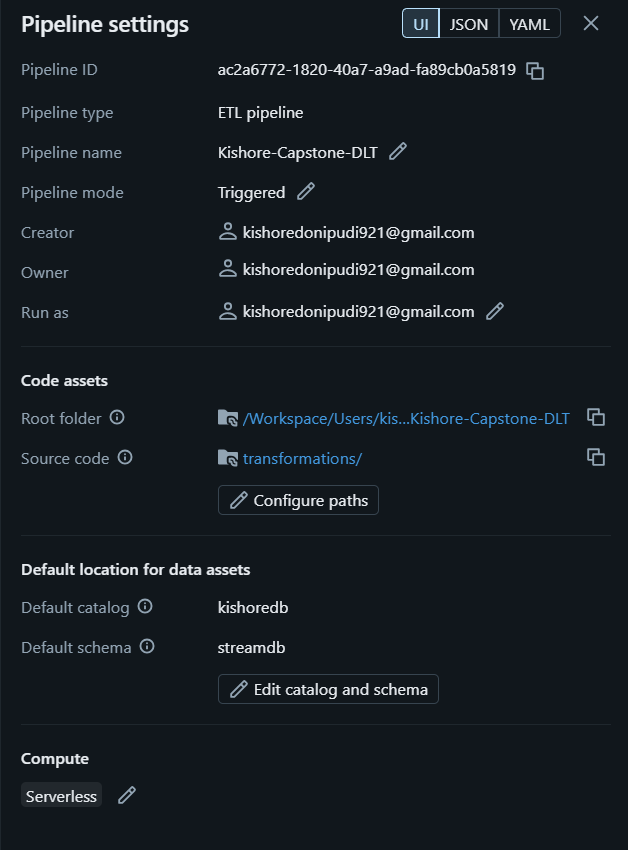 Pipeline settings UI JSON YAML
Pipeline ID ac2a6772-1820-40a7-a9ad-fa89cb0a5819
Pipeline type ETL pipeline
Pipeline name Kishore-Capstone-DLT
Pipeline mode Triggered
Creator kishoredonipudi921@gmail.com
Owner kishoredonipudi921@gmail.com
Run as kishoredonipudi921@gmail.com
Code assets
Root folder /Workspace/Users/kis...Kishore-Capstone-DLT
Source code transformations/
Configure paths
Default location for data assets
Default catalog kishoredb
Default schema streamdb
Edit catalog and schema
Compute
Serverless